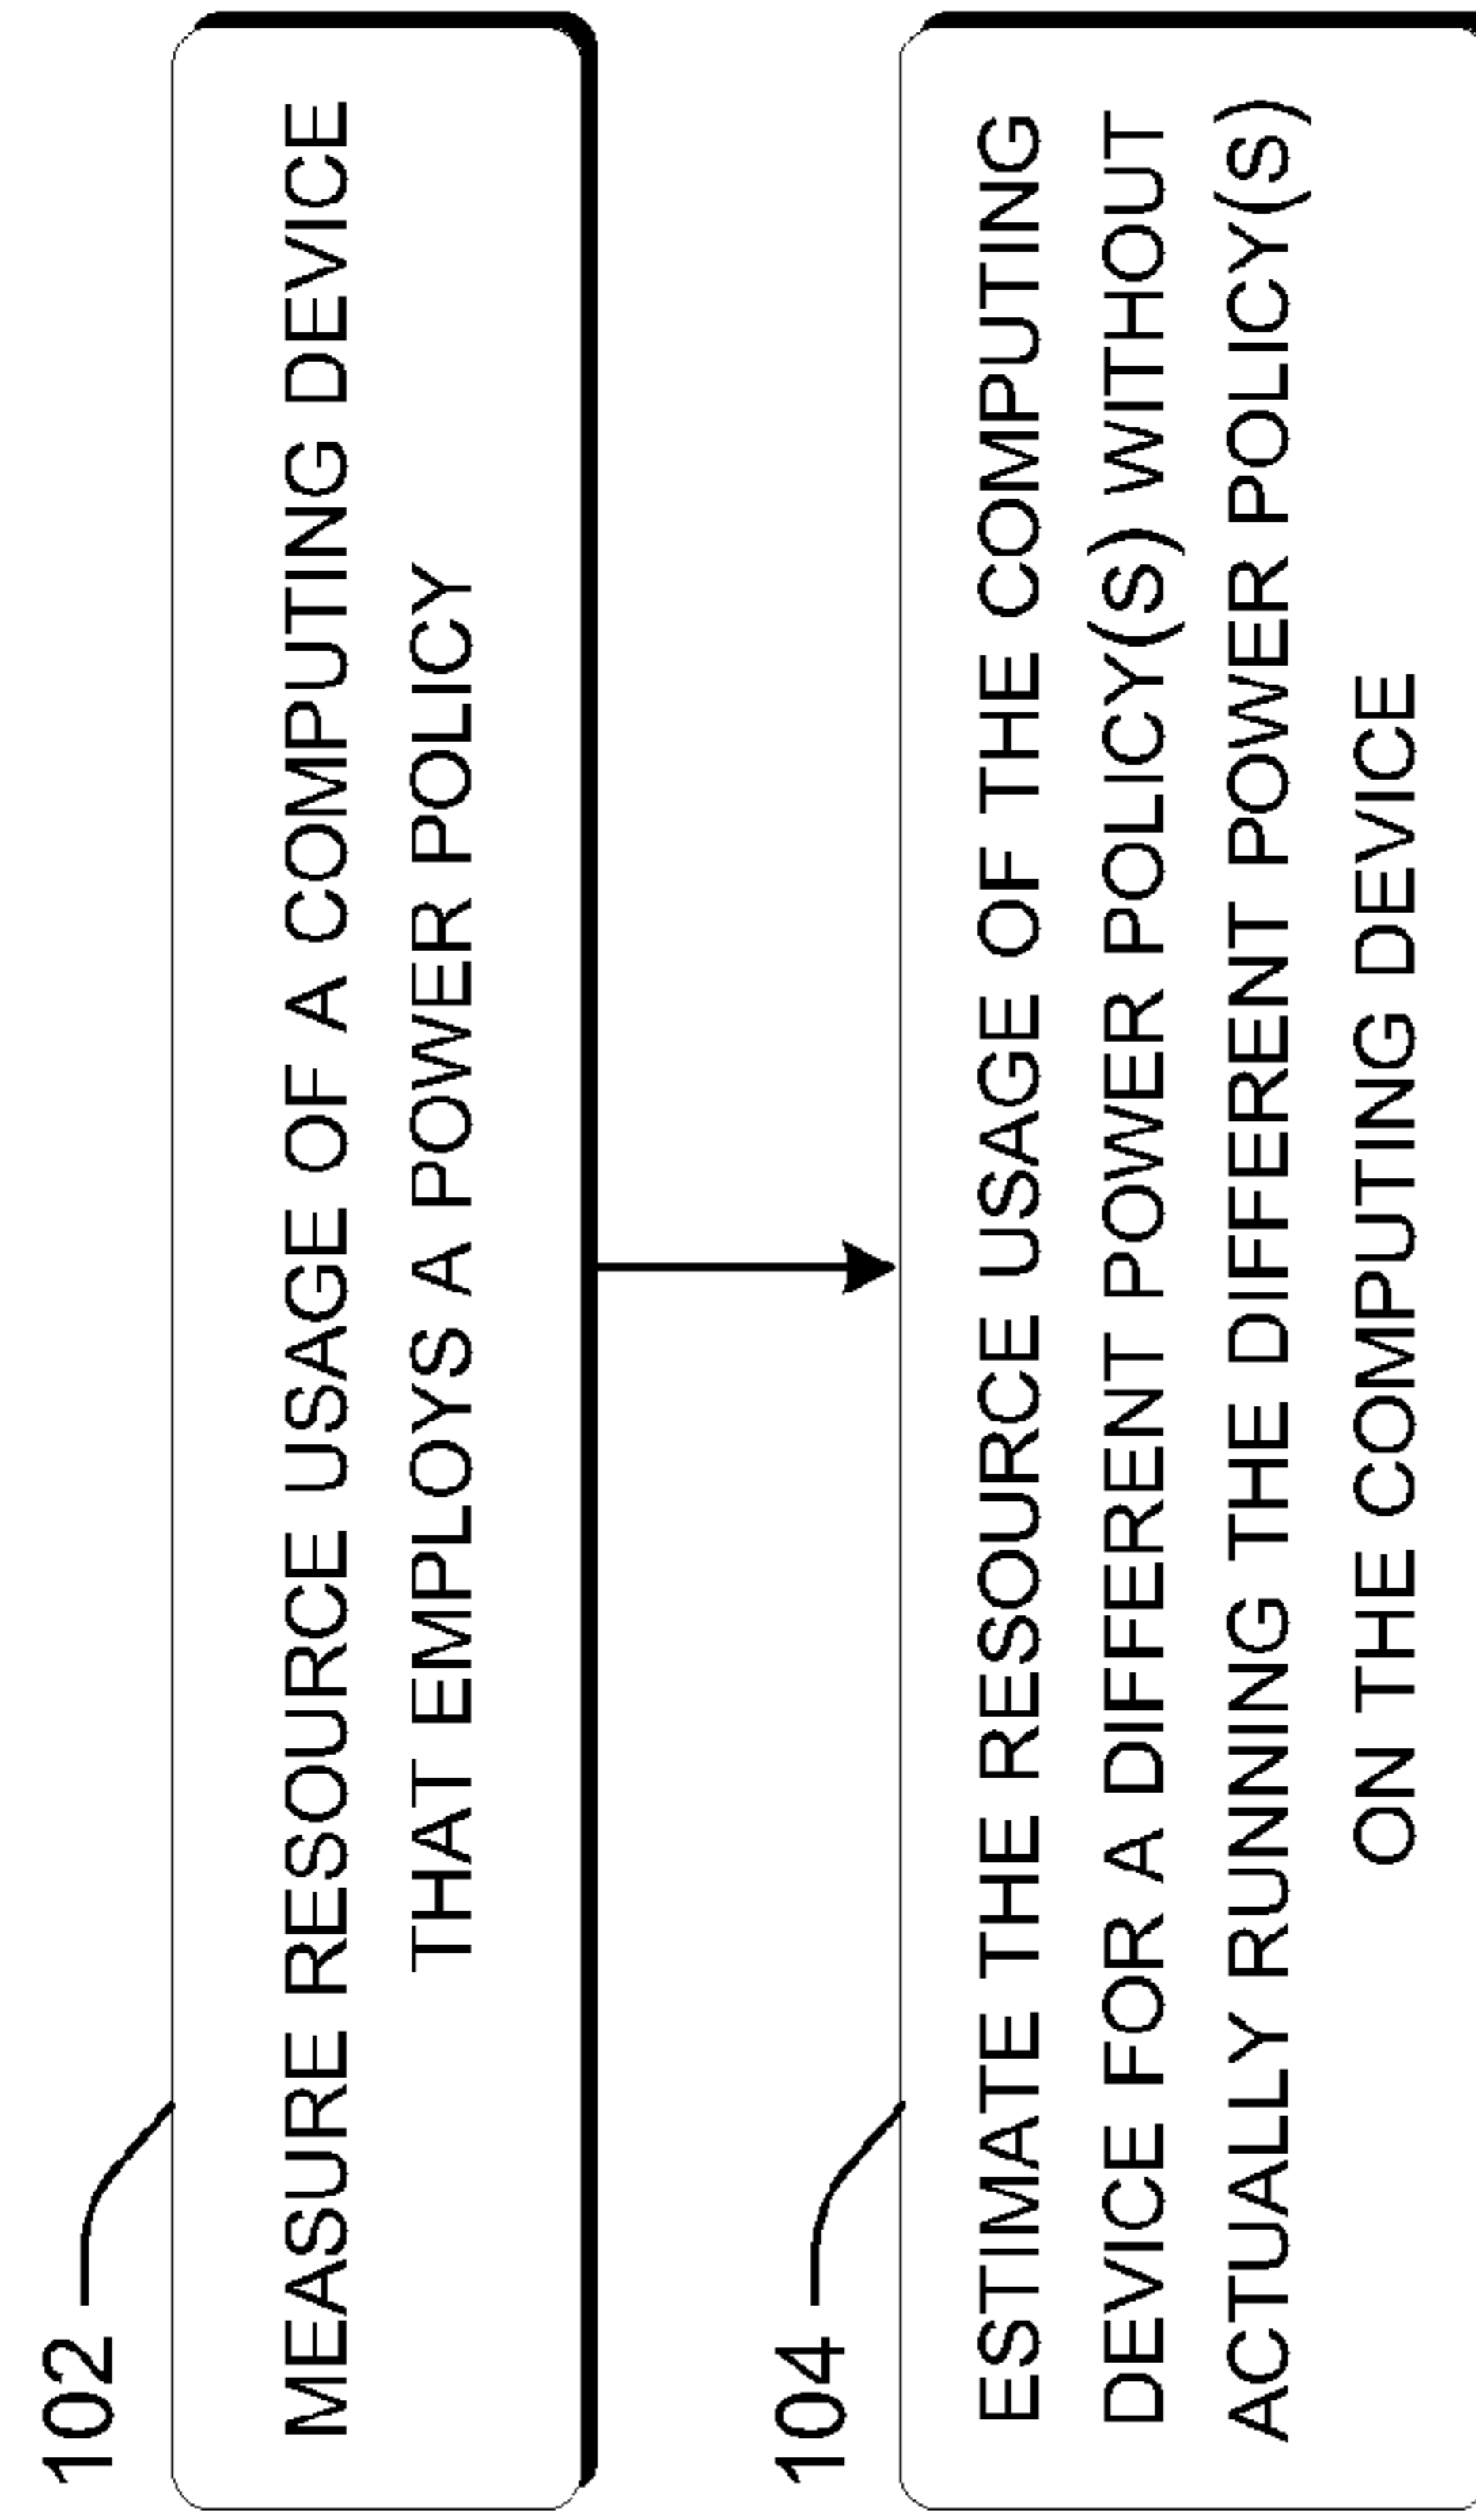 102
MEASURE RESOURCE USAGE OF A COMPUTING DEVICE
THAT EMPLOYS A POWER POLICY
104
ESTIMATE THE RESOURCE USAGE OF THE COMPUTING
DEVICE FOR A DIFFERENT POWER POLICY(S) WITHOUT
ACTUALLY RUNNING THE DIFFERENT POWER POLICY(S)
ON THE COMPUTING DEVICE